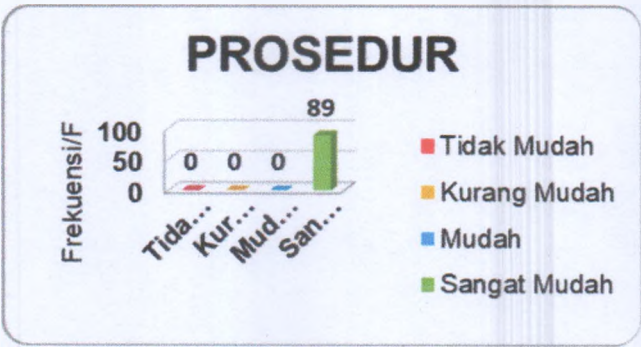 PROSEDUR
89
Frekuensi/F
100
50
0
0 0 0
Tida...
Kur...
Mud...
San...
Tidak Mudah
Kurang Mudah
Mudah
Sangat Mudah